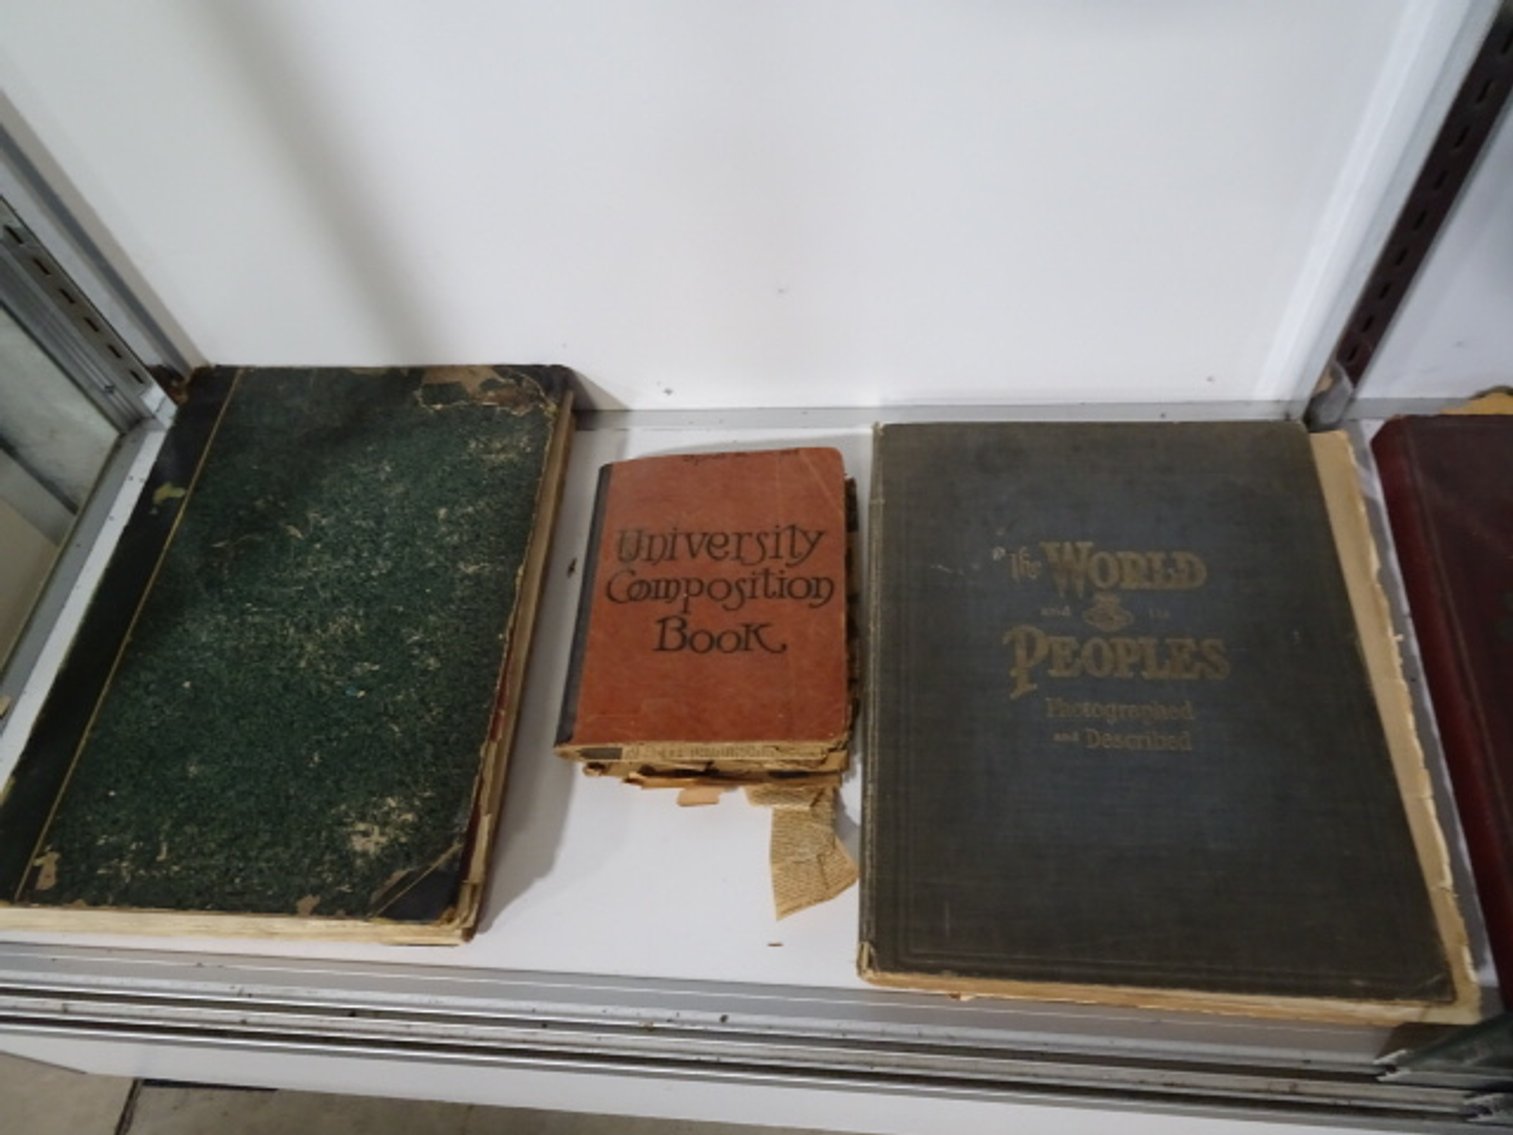 University
Composition
Book
The WORLD
and its
PEOPLES
Photographed
and Described